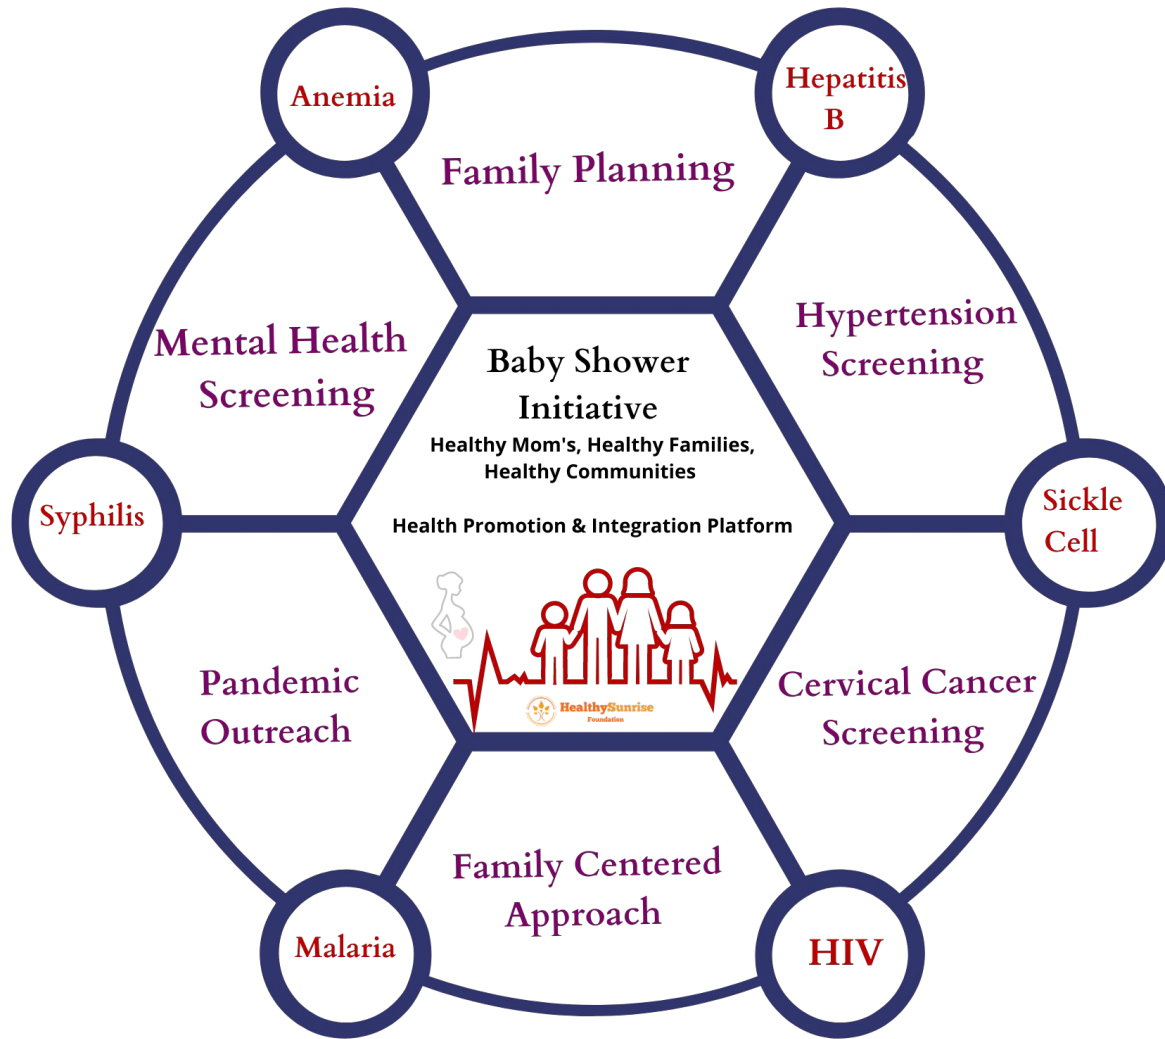 Anemia
Hepatitis
B
Family Planning
Mental Health
Screening
Hypertension
Screening
Baby Shower
Initiative
Healthy Mom's, Healthy Families,
Healthy Communities
Health Promotion & Integration Platform
Syphilis
Sickle
Cell
Pandemic
Outreach
HealthySunrise
Foundation
Cervical Cancer
Screening
Family Centered
Approach
Malaria
HIV